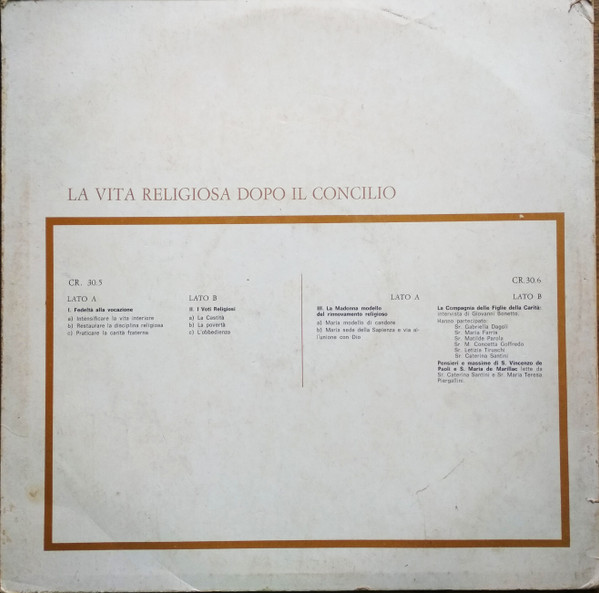 LA VITA RELIGIOSA DOPO IL CONCILIO
CR. 30.5
LATO A
I. Fedeltà alla vocazione
a) Intensificare la vita interiore
b) Restaurare la disciplina religiosa
c) Praticare la carità fraterna.
LATO B
II. I Voti Religiosi
a) La Castità
b) La povertà
c) L'Obbedienza
CR.30.6
LATO A
III. La Madonna modello
del rinnovamento religioso
a) Maria modello di candore
b) Maria sede della Sapienza e via al-
l'unione con Dio
LATO B
La Compagnia delle Figlie della Carità:
intervista di Giovanni Bonetto.
Hanno partecipato:
Sr. Gabriella Dagoli
Sr. Maria Farris
Sr. Matilde Parola
Sr. M. Concetta Golfredo
Sr. Letizia Tiraschi
Sr. Caterina Santini
Pensieri e massime di S. Vincenzo de
Paoli e S. Maria de Marillac lette da
Sr. Caterina Santini e Sr. Maria Teresa
Piergallini.